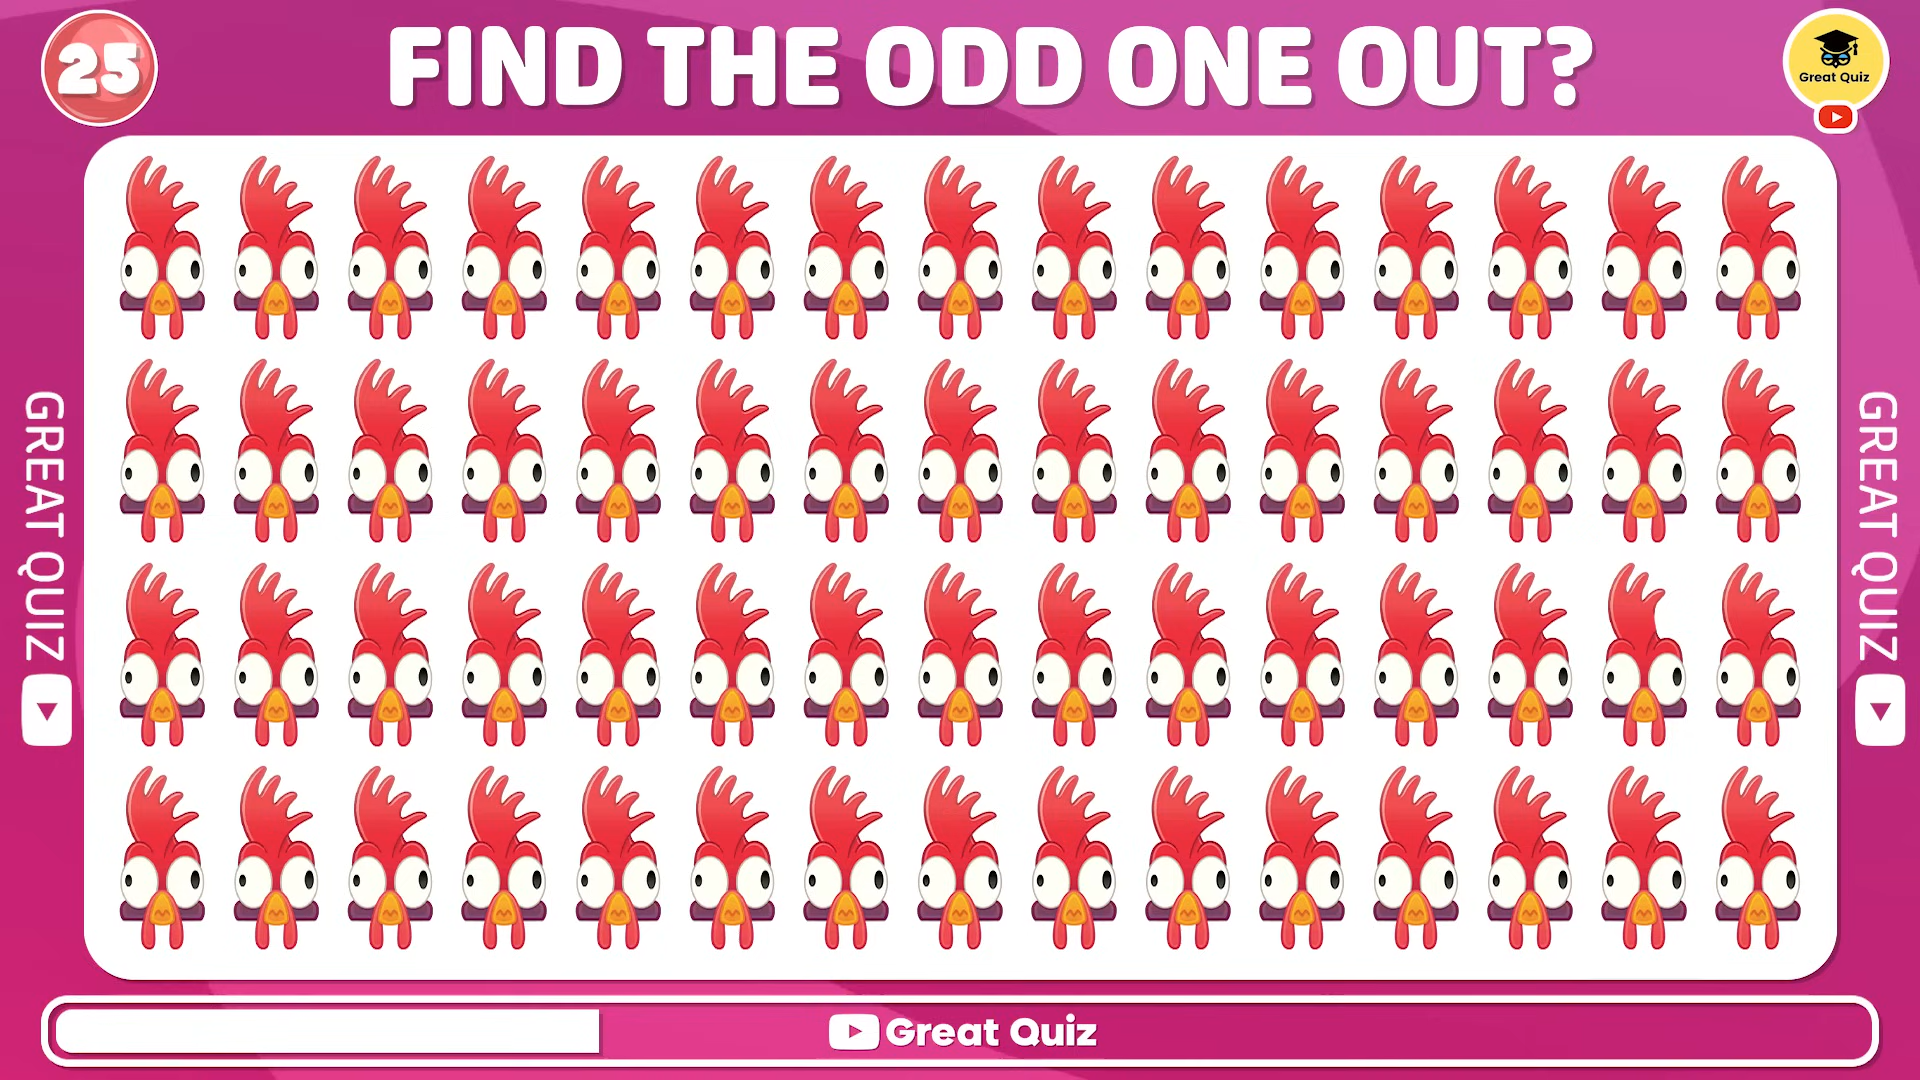 25
FIND THE ODD ONE OUT?
Great Quiz
GREAT QUIZ
GREAT QUIZ
Great Quiz